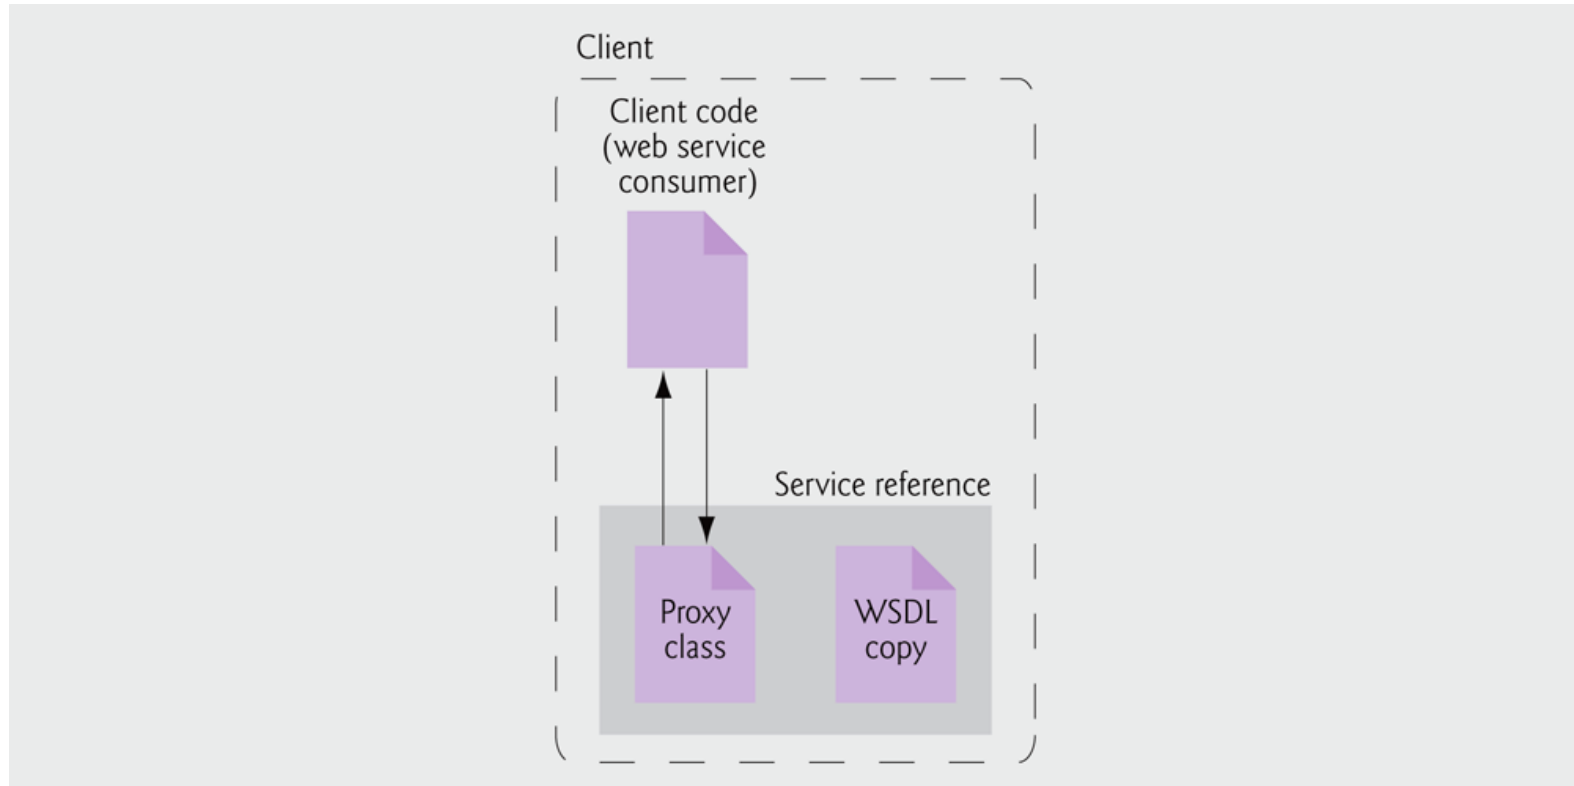 Client
Client code
(web service
consumer)
Service reference
Proxy
class
WSDL
copy